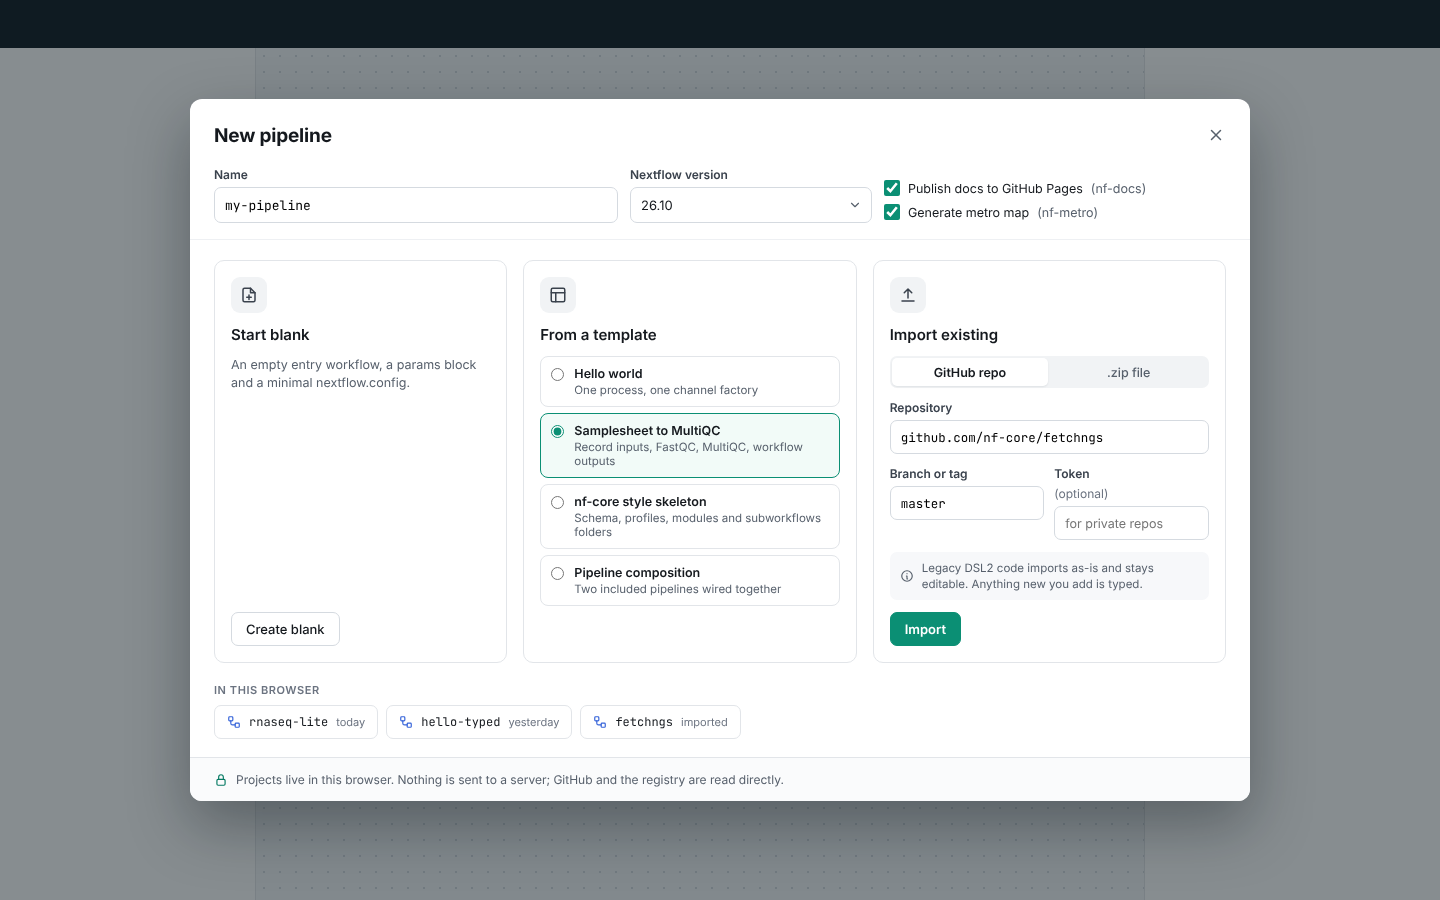 New pipeline
Name
Nextflow version
my-pipeline
26.10
Publish docs to GitHub Pages (nf-docs)
Generate metro map (nf-metro)
Start blank
An empty entry workflow, a params block
and a minimal nextflow.config.
Create blank
From a template
Hello world
One process, one channel factory
Samplesheet to MultiQC
Record inputs, FastQC, MultiQC, workflow
outputs
nf-core style skeleton
Schema, profiles, modules and subworkflows
folders
Pipeline composition
Two included pipelines wired together
Import existing
GitHub repo
.zip file
Repository
github.com/nf-core/fetchngs
Branch or tag
master
Token
(optional)
for private repos
Legacy DSL2 code imports as-is and stays
editable. Anything new you add is typed.
Import
IN THIS BROWSER
rnaseq-lite today
hello-typed yesterday
fetchngs imported
Projects live in this browser. Nothing is sent to a server; GitHub and the registry are read directly.